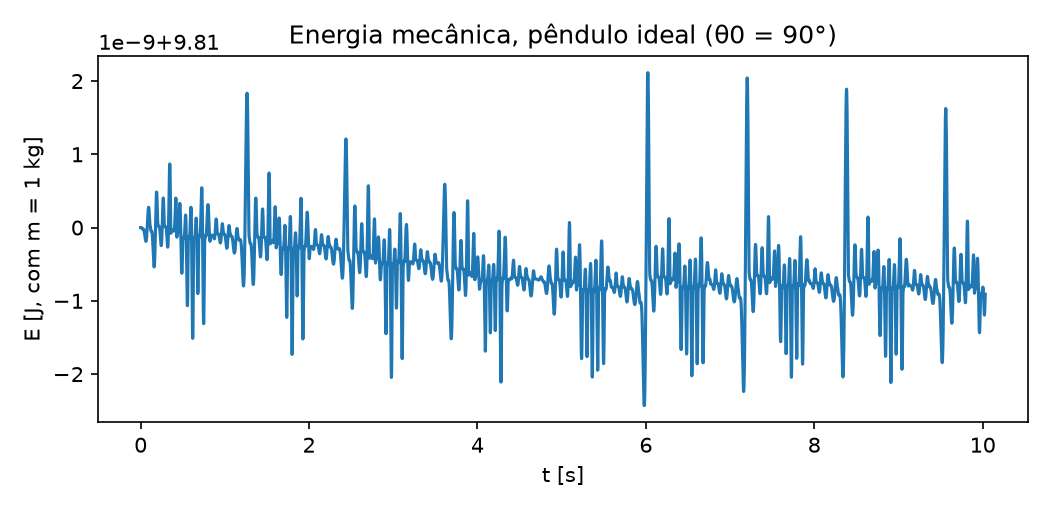 Energia mecânica, pêndulo ideal (θ0 = 90°)
1e−9+9.81
2
1
0
−1
−2
E [J, com m = 1 kg]
0 2 4 6 8 10
t [s]